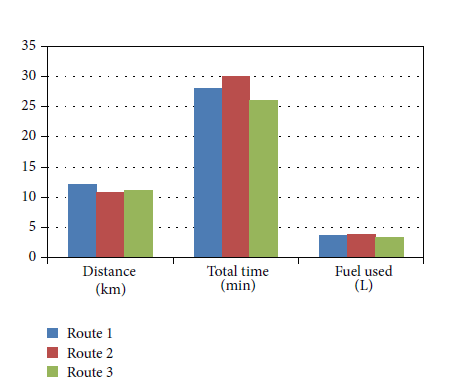 35
30
25
20
15
10
5
0
Distance
(km)
Total time
(min)
Fuel used
(L)
Route 1
Route 2
Route 3